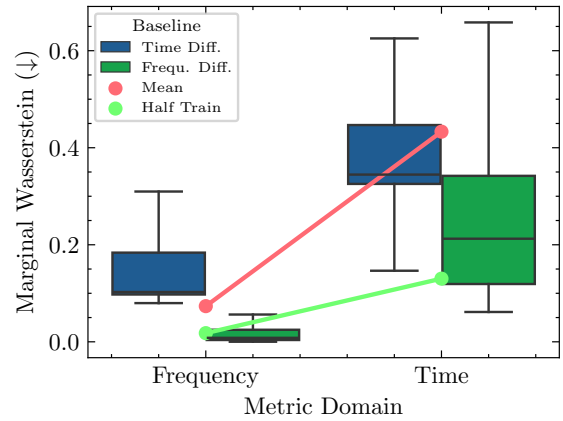 Baseline
Time Diff.
Frequ. Diff.
Mean
Half Train
Marginal Wasserstein (↓)
0.6
0.4
0.2
0.0
Frequency
Time
Metric Domain